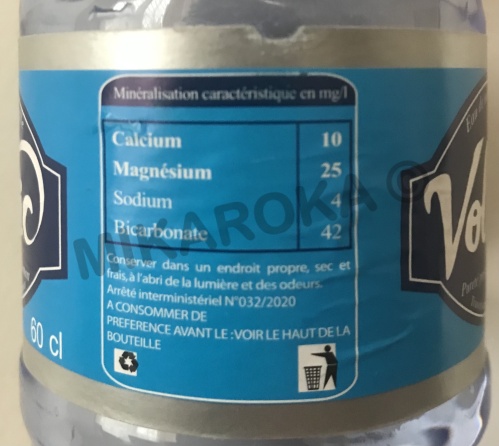 Minéralisation caractéristique en mg/l
Calcium 10
Magnésium 25
Sodium 4
Bicarbonate 42
Conserver dans un endroit propre, sec et
frais, à l'abri de la lumière et des odeurs.
Arrêté interministériel N°032/2020
A CONSOMMER DE
PREFERENCE AVANT LE : VOIR LE HAUT DE LA
BOUTEILLE
60 cl
MIKAROKA ©